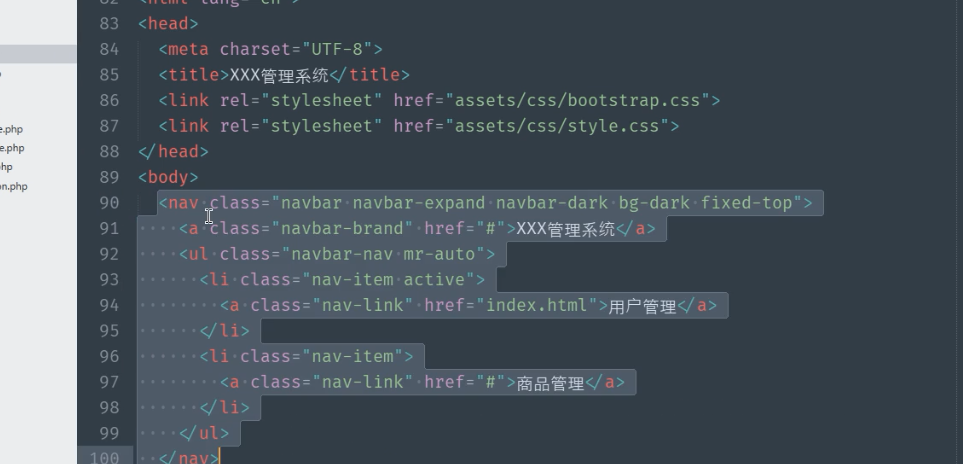 82 <html lang="en">
83 <head>
84 <meta charset="UTF-8">
85 <title>XXX管理系统</title>
86 <link rel="stylesheet" href="assets/css/bootstrap.css">
87 <link rel="stylesheet" href="assets/css/style.css">
88 </head>
89 <body>
90 <nav class="navbar navbar-expand navbar-dark bg-dark fixed-top">
91 <a class="navbar-brand" href="#">XXX管理系统</a>
92 <ul class="navbar-nav mr-auto">
93 <li class="nav-item active">
94 <a class="nav-link" href="index.html">用户管理</a>
95 </li>
96 <li class="nav-item">
97 <a class="nav-link" href="#">商品管理</a>
98 </li>
99 </ul>
100 </nav>
e.php
e.php
hp
on.php